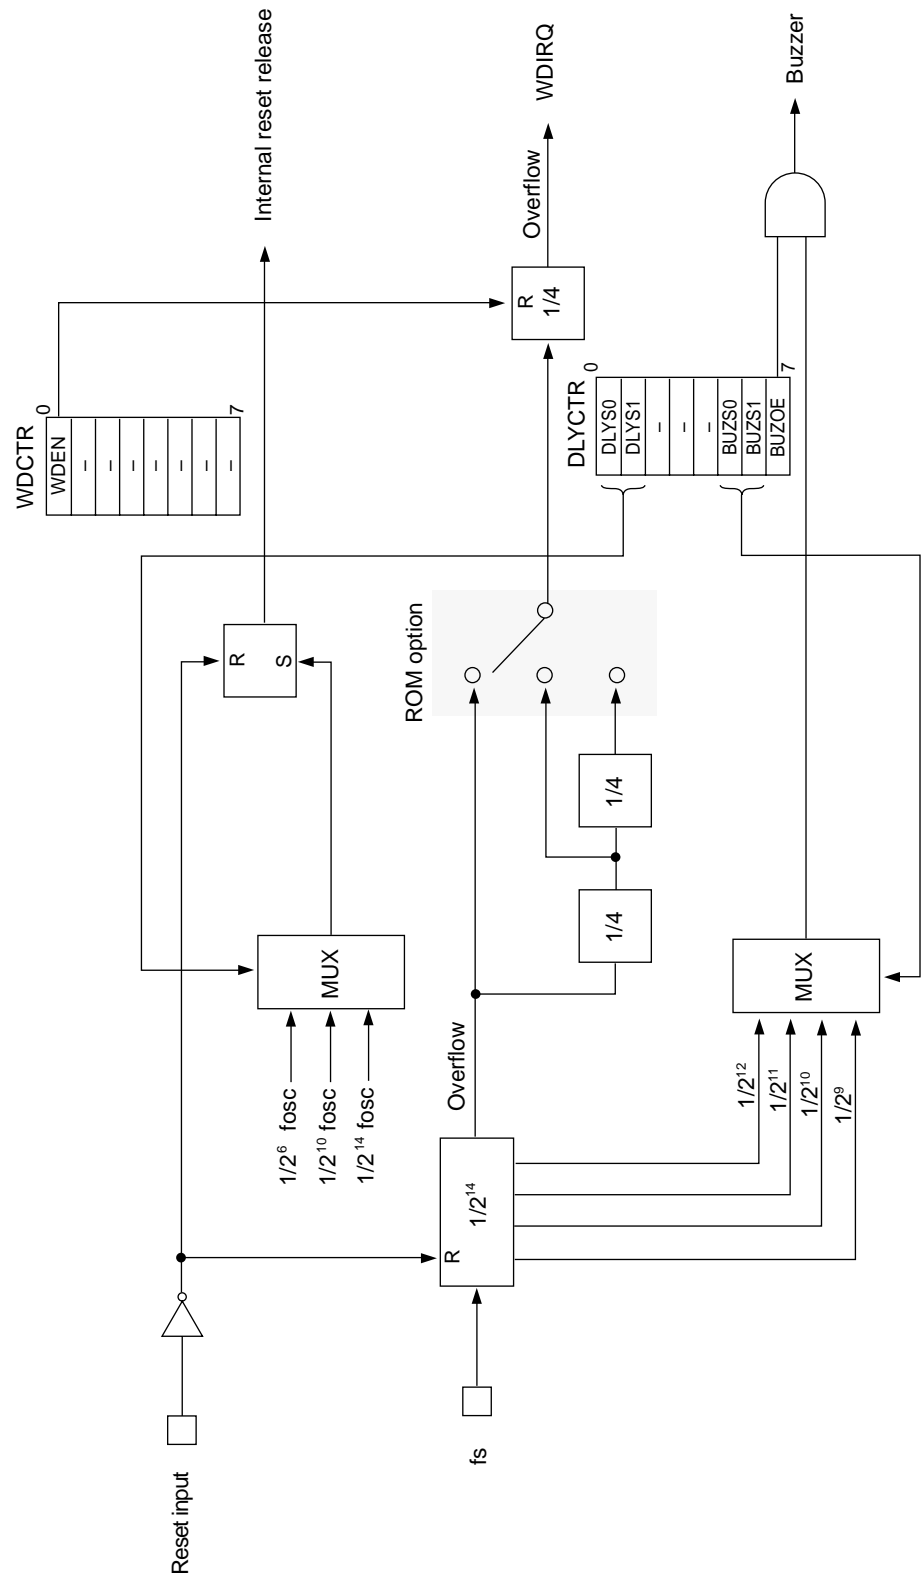 Reset input
fs
R
1/2¹⁴
Overflow
1/2⁶ fosc
1/2¹⁰ fosc
1/2¹⁴ fosc
MUX
R
S
Internal reset release
WDCTR
0
WDEN
–
–
–
–
–
–
–
7
1/4
1/4
ROM option
R
1/4
Overflow
WDIRQ
DLYCTR
0
DLYS0
DLYS1
–
–
–
BUZS0
BUZS1
BUZOE
7
1/2¹²
1/2¹¹
1/2¹⁰
1/2⁹
MUX
Buzzer